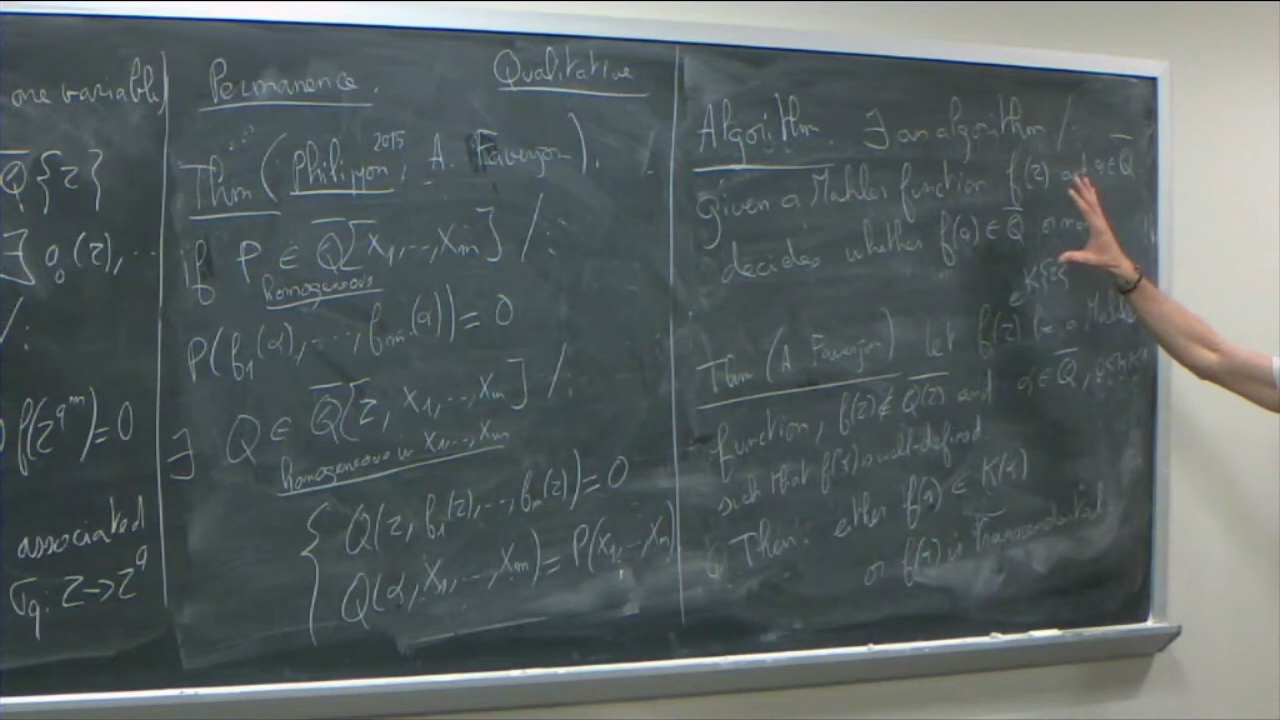 one variable)
Q̄{z}
∃ g₀(z), ...
/:
f(z^{q^m})=0
associated
σ_q: z→z^q
Permanence. Qualitative
Thm (Philippon, 2015, A. Faverjon).
if P ∈ Q̄[X₁,..,Xₘ] /:
homogeneous
P(f₁(α),...,fₘ(α))=0
∃ Q ∈ Q̄[z, X₁,..,Xₘ] /:
homogeneous in X₁,..,Xₘ
{ Q(z, f₁(z),..,fₘ(z))=0
Q(α, X₁,..,Xₘ)=P(X₁,..,Xₘ)
Algorithm. ∃ an algorithm /:
given a Mahler function f(z) and α∈Q̄
decides whether f(α)∈Q̄ or not
∈K{z}
Thm (A. Faverjon) let f(z) be a Mahler
function, f(z)∉Q̄(z) and α∈Q̄,
such that f(α) is well-defined
Then: either f(α) ∈ K(α)
or f(α) is transcendental.